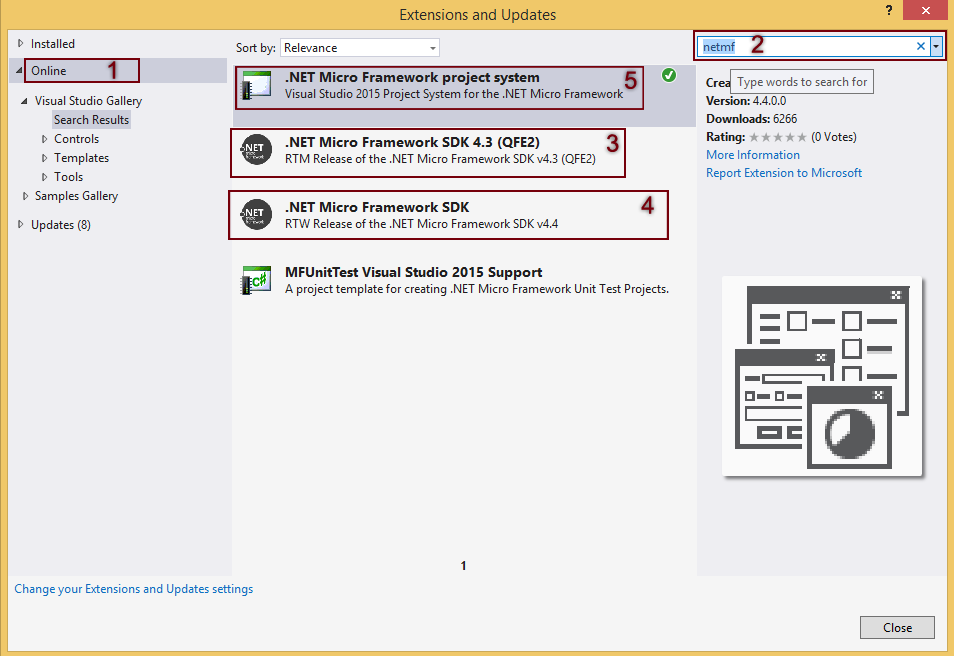 Extensions and Updates
?
Installed
Online
1
Visual Studio Gallery
Search Results
Controls
Templates
Tools
Samples Gallery
Updates (8)
Sort by: Relevance
.NET Micro Framework project system
5
Visual Studio 2015 Project System for the .NET Micro Framework
.NET
.NET Micro Framework SDK 4.3 (QFE2)
3
RTM Release of the .NET Micro Framework SDK v4.3 (QFE2)
.NET
.NET Micro Framework SDK
4
RTW Release of the .NET Micro Framework SDK v4.4
C#
MFUnitTest Visual Studio 2015 Support
A project template for creating .NET Micro Framework Unit Test Projects.
1
netmf
2
Crea
Type words to search for
Version: 4.4.0.0
Downloads: 6266
Rating: (0 Votes)
More Information
Report Extension to Microsoft
Change your Extensions and Updates settings
Close